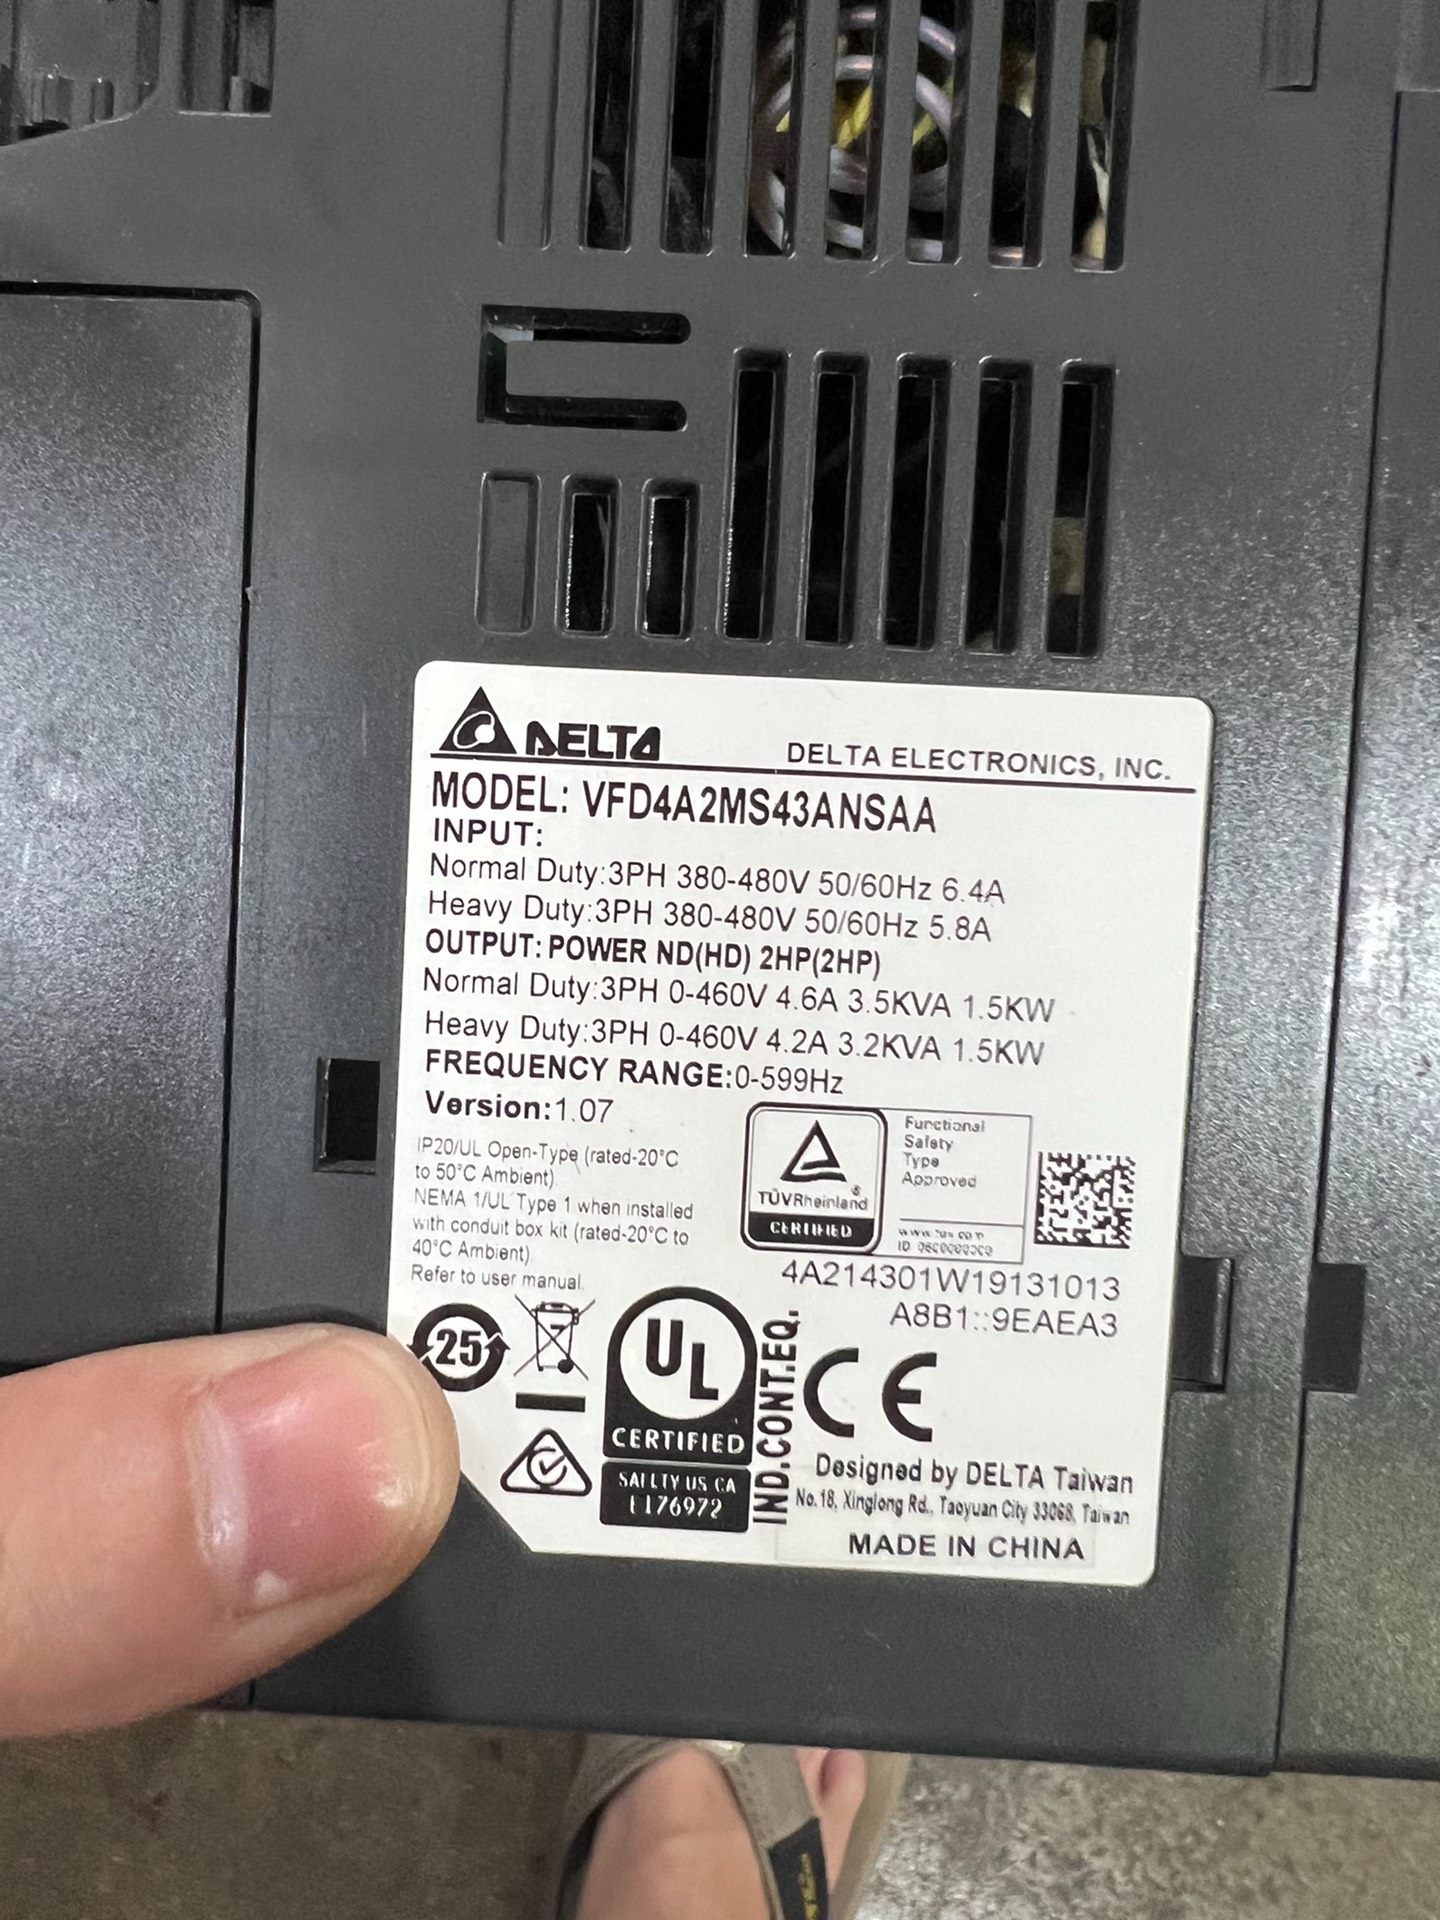 DELTA
DELTA ELECTRONICS, INC.
MODEL: VFD4A2MS43ANSAA
INPUT:
Normal Duty:3PH 380-480V 50/60Hz 6.4A
Heavy Duty:3PH 380-480V 50/60Hz 5.8A
OUTPUT: POWER ND(HD) 2HP(2HP)
Normal Duty:3PH 0-460V 4.6A 3.5KVA 1.5KW
Heavy Duty:3PH 0-460V 4.2A 3.2KVA 1.5KW
FREQUENCY RANGE:0-599Hz
Version:1.07
IP20/UL Open-Type (rated-20°C
to 50°C Ambient)
NEMA 1/UL Type 1 when installed
with conduit box kit (rated-20°C to
40°C Ambient).
Refer to user manual.
TÜVRheinland®
CERTIFIED
Functional
Safety
Type
Approved
ID
4A214301W19131013
A8B1::9EAEA3
25
UL
CERTIFIED
SAFETY US CA
E176972
IND.CONT.EQ.
CE
Designed by DELTA Taiwan
No.18, Xinglong Rd., Taoyuan City 33068, Taiwan
MADE IN CHINA